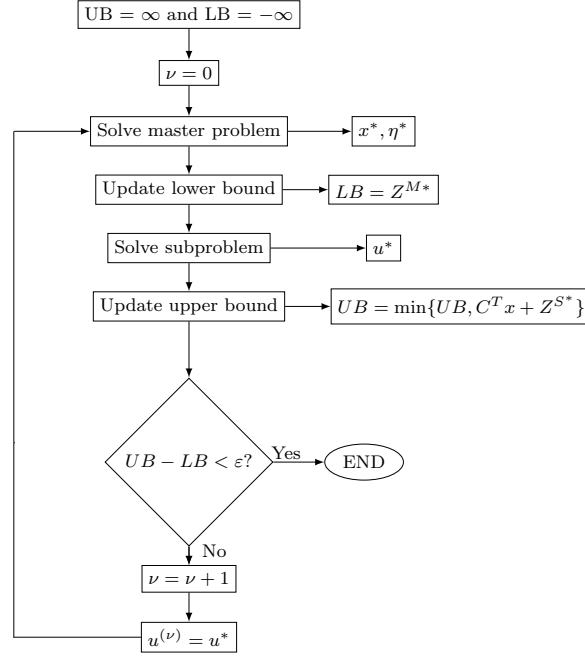 UB = ∞ and LB = −∞
ν = 0
Solve master problem
x*, η*
Update lower bound
LB = Z^{M*}
Solve subproblem
u*
Update upper bound
UB = min{UB, C^T x + Z^{S*}}
UB − LB < ε?
Yes
END
No
ν = ν + 1
u^{(ν)} = u*